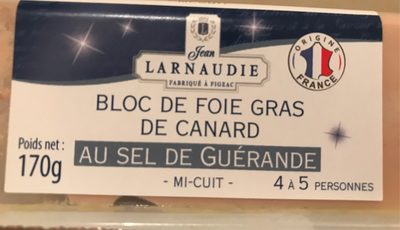 Jean
LARNAUDIE
FABRIQUÉ À FIGEAC
ORIGINE
FRANCE
BLOC DE FOIE GRAS
DE CANARD
Poids net :
170g
AU SEL DE GUÉRANDE
- MI-CUIT -
4 À 5 PERSONNES